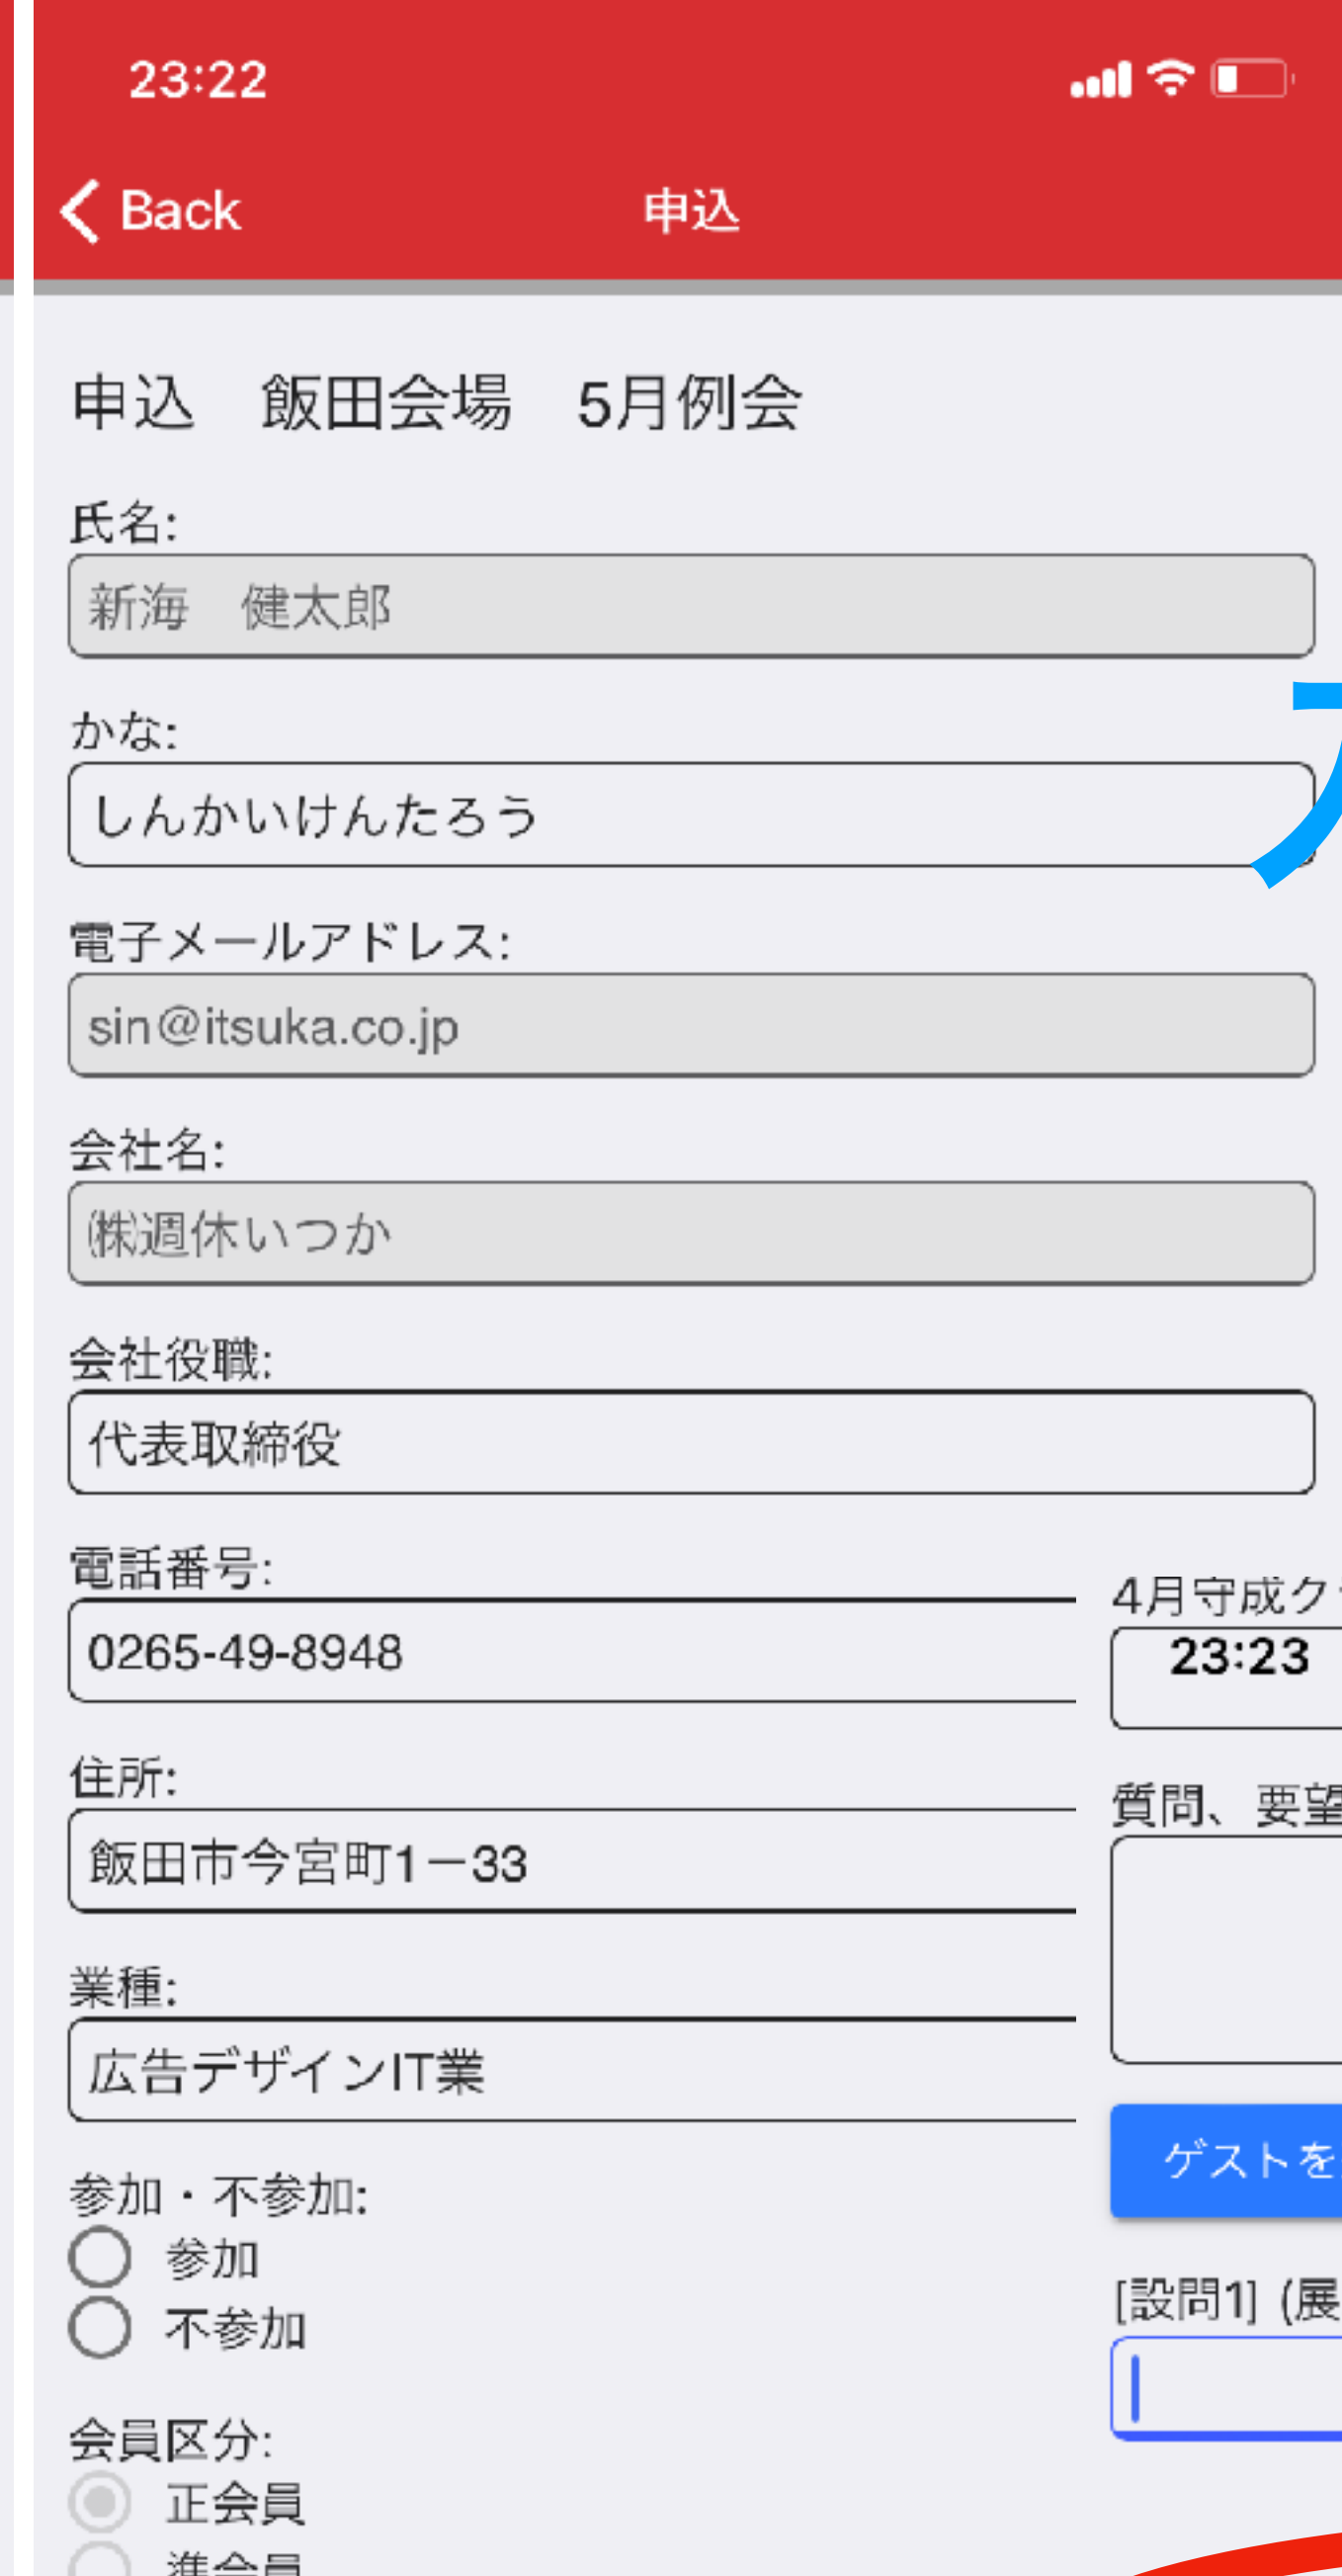 23:22
Back
申込
申込　飯田会場　5月例会
氏名:
新海　健太郎
かな:
しんかいけんたろう
電子メールアドレス:
sin@itsuka.co.jp
会社名:
㈱週休いつか
会社役職:
代表取締役
電話番号:
0265-49-8948
住所:
飯田市今宮町1－33
業種:
広告デザインIT業
参加・不参加:
参加
不参加
会員区分:
正会員
準会員
4月守成ク
23:23
質問、要望
ゲストを
[設問1] (展